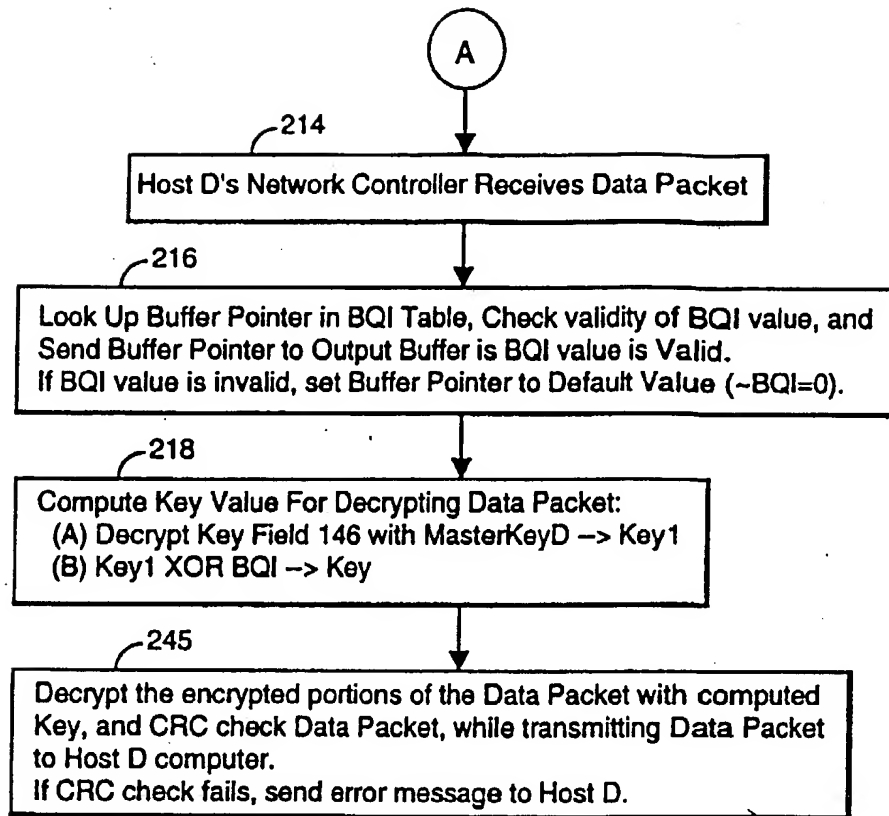 A
214
Host D's Network Controller Receives Data Packet
216
Look Up Buffer Pointer in BQI Table, Check validity of BQI value, and
Send Buffer Pointer to Output Buffer is BQI value is Valid.
If BQI value is invalid, set Buffer Pointer to Default Value (~BQI=0).
218
Compute Key Value For Decrypting Data Packet:
(A) Decrypt Key Field 146 with MasterKeyD --> Key1
(B) Key1 XOR BQI --> Key
245
Decrypt the encrypted portions of the Data Packet with computed
Key, and CRC check Data Packet, while transmitting Data Packet
to Host D computer.
If CRC check fails, send error message to Host D.